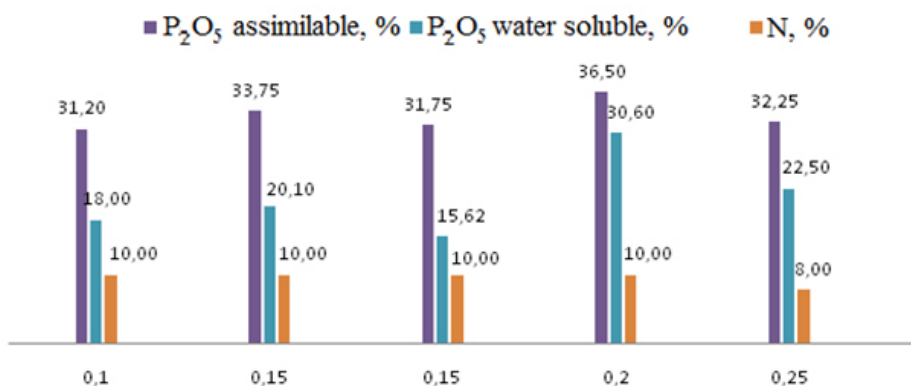 P₂O₅ assimilable, % P₂O₅ water soluble, % N, %
36,50
33,75
31,20 31,75 32,25
30,60
22,50
20,10
18,00
15,62
10,00 10,00 10,00 10,00
8,00
0,1 0,15 0,15 0,2 0,25